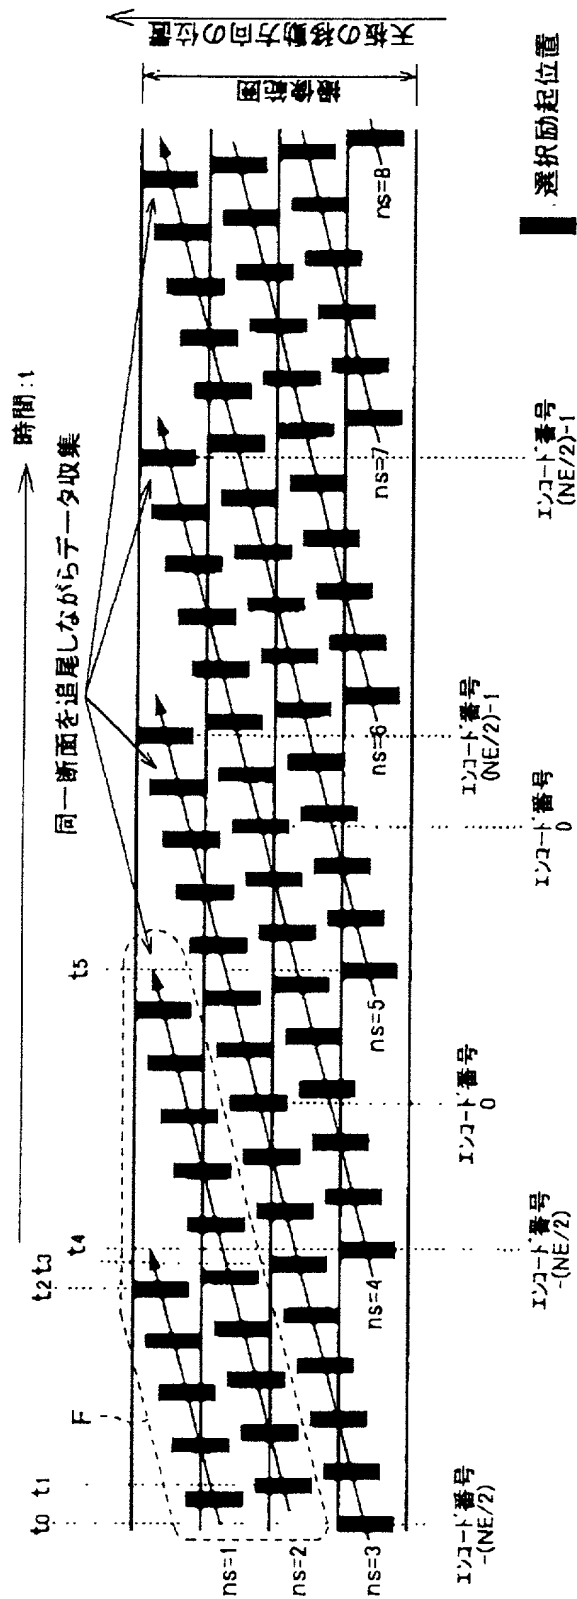 時間:t
同一断面を追尾しながらデータ収集
t0
t1
t2
t3
t4
t5
F
撮像範囲
天板の移動方向の位置
ns=1
ns=2
ns=3
ns=4
ns=5
ns=6
ns=7
ns=8
エンコード番号
-(NE/2)
エンコード番号
-(NE/2)
エンコード番号
0
エンコード番号
0
エンコード番号
(NE/2)-1
エンコード番号
(NE/2)-1
選択励起位置